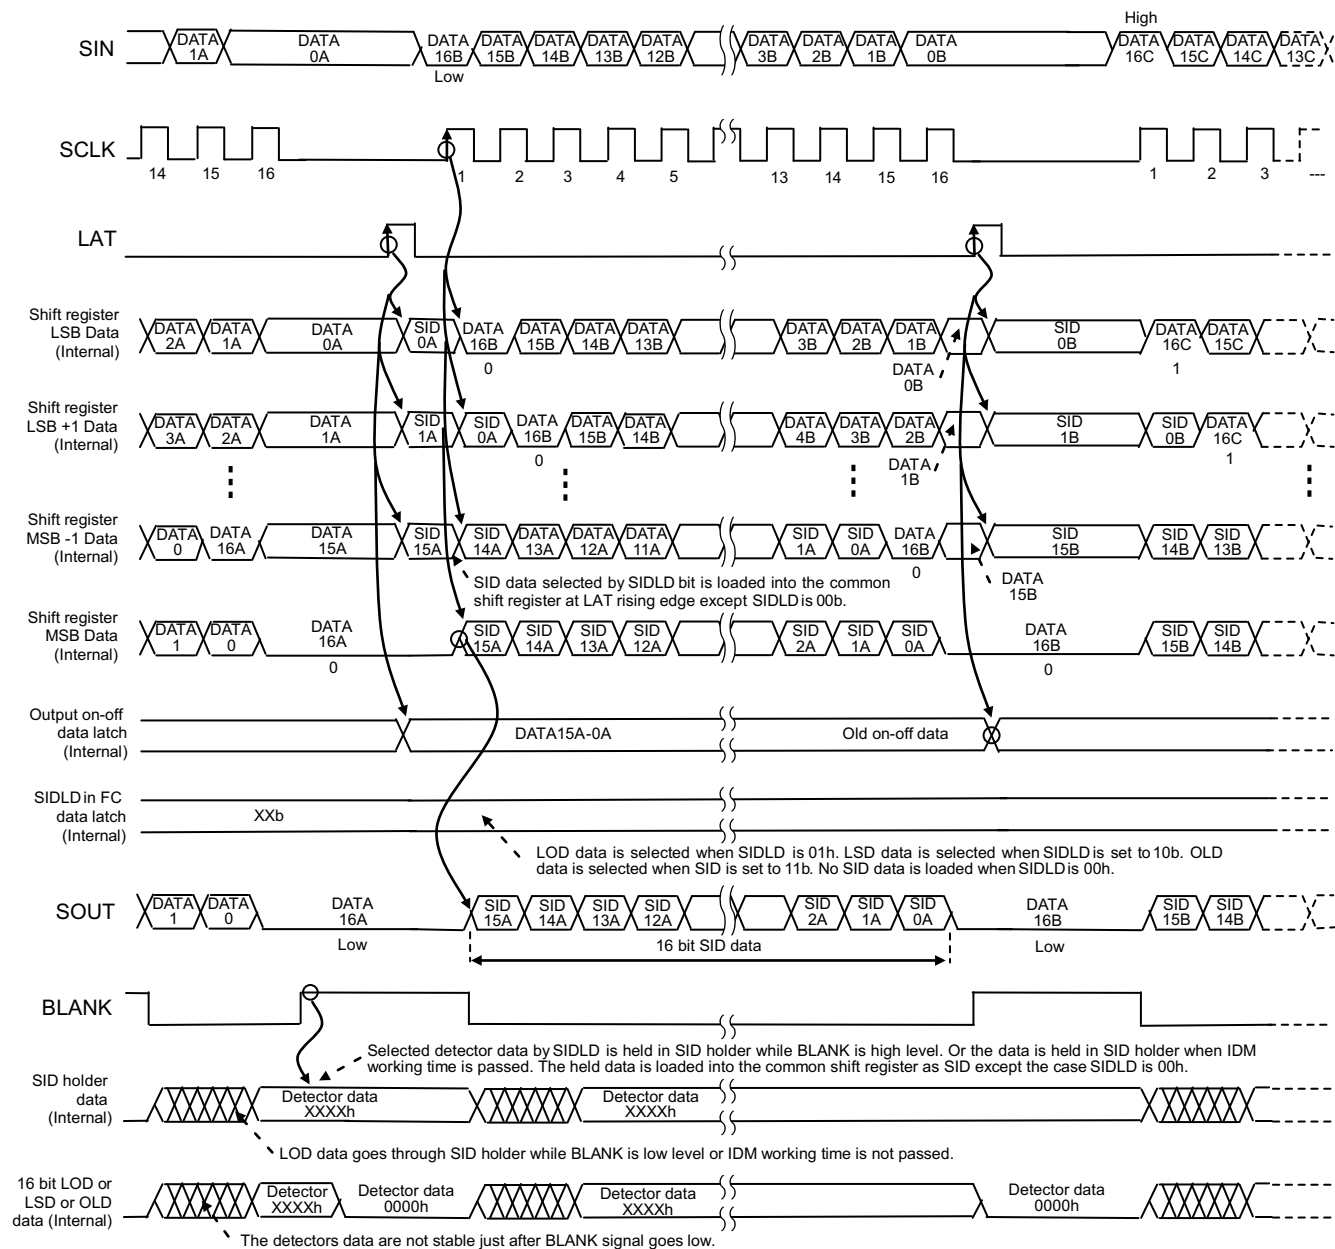 High
SIN
DATA 1A
DATA 0A
DATA 16B
DATA 15B
DATA 14B
DATA 13B
DATA 12B
DATA 3B
DATA 2B
DATA 1B
DATA 0B
DATA 16C
DATA 15C
DATA 14C
DATA 13C
Low
SCLK
14 15 16 1 2 3 4 5 13 14 15 16 1 2 3 ---
LAT
Shift register
LSB Data
(Internal)
DATA 2A
DATA 1A
DATA 0A
SID 0A
DATA 16B
DATA 15B
DATA 14B
DATA 13B
DATA 3B
DATA 2B
DATA 1B
SID 0B
DATA 16C
DATA 15C
0
DATA 0B
1
Shift register
LSB +1 Data
(Internal)
DATA 3A
DATA 2A
DATA 1A
SID 1A
SID 0A
DATA 16B
DATA 15B
DATA 14B
DATA 4B
DATA 3B
DATA 2B
SID 1B
SID 0B
DATA 16C
0
DATA 1B
1
Shift register
MSB -1 Data
(Internal)
DATA 0
DATA 16A
DATA 15A
SID 15A
SID 14A
DATA 13A
DATA 12A
DATA 11A
SID 1A
SID 0A
DATA 16B
SID 15B
SID 14B
SID 13B
0
DATA 15B
SID data selected by SIDLD bit is loaded into the common
shift register at LAT rising edge except SIDLD is 00b.
Shift register
MSB Data
(Internal)
DATA 1
DATA 0
DATA 16A
SID 15A
SID 14A
SID 13A
SID 12A
SID 2A
SID 1A
SID 0A
DATA 16B
SID 15B
SID 14B
0
0
Output on-off
data latch
(Internal)
DATA15A-0A
Old on-off data
SIDLD in FC
data latch
(Internal)
XXb
LOD data is selected when SIDLD is 01h. LSD data is selected when SIDLD is set to 10b. OLD
data is selected when SID is set to 11b. No SID data is loaded when SIDLD is 00h.
SOUT
DATA 1
DATA 0
DATA 16A
SID 15A
SID 14A
SID 13A
SID 12A
SID 2A
SID 1A
SID 0A
DATA 16B
SID 15B
SID 14B
Low
16 bit SID data
Low
BLANK
Selected detector data by SIDLD is held in SID holder while BLANK is high level. Or the data is held in SID holder when IDM
working time is passed. The held data is loaded into the common shift register as SID except the case SIDLD is 00h.
SID holder
data
(Internal)
Detector data XXXXh
Detector data XXXXh
LOD data goes through SID holder while BLANK is low level or IDM working time is not passed.
16 bit LOD or
LSD or OLD
data (Internal)
Detector XXXXh
Detector data 0000h
Detector data XXXXh
Detector data 0000h
The detectors data are not stable just after BLANK signal goes low.